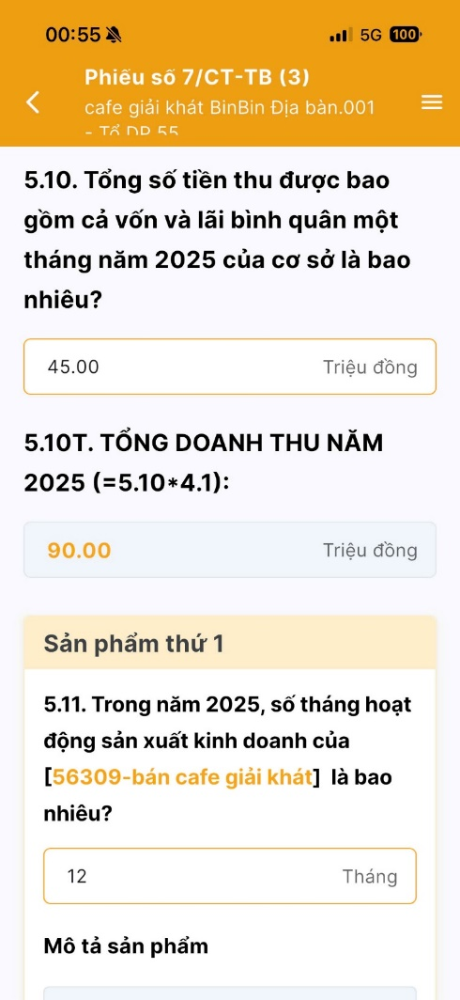 00:55 5G 100
Phiếu số 7/CT-TB (3)
cafe giải khát BinBin Địa bàn.001
- Tổ DP 55
5.10. Tổng số tiền thu được bao
gồm cả vốn và lãi bình quân một
tháng năm 2025 của cơ sở là bao
nhiêu?
45.00 Triệu đồng
5.10T. TỔNG DOANH THU NĂM
2025 (=5.10*4.1):
90.00 Triệu đồng
Sản phẩm thứ 1
5.11. Trong năm 2025, số tháng hoạt
động sản xuất kinh doanh của
[56309-bán cafe giải khát] là bao
nhiêu?
12 Tháng
Mô tả sản phẩm